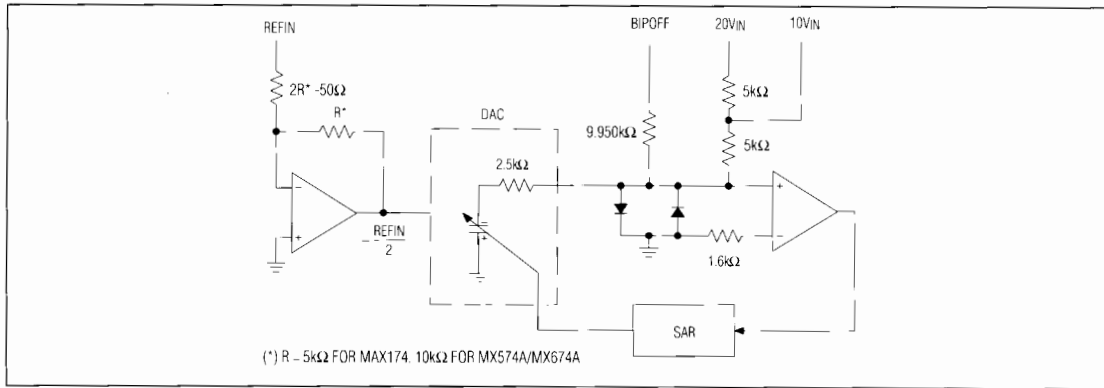 REFIN BIPOFF 20VIN 10VIN
2R* -50Ω
5kΩ
R*
DAC
9.950kΩ
5kΩ
2.5kΩ
- + + -
- +
REFIN
2
1.6kΩ
SAR
(*) R = 5kΩ FOR MAX174. 10kΩ FOR MX574A/MX674A